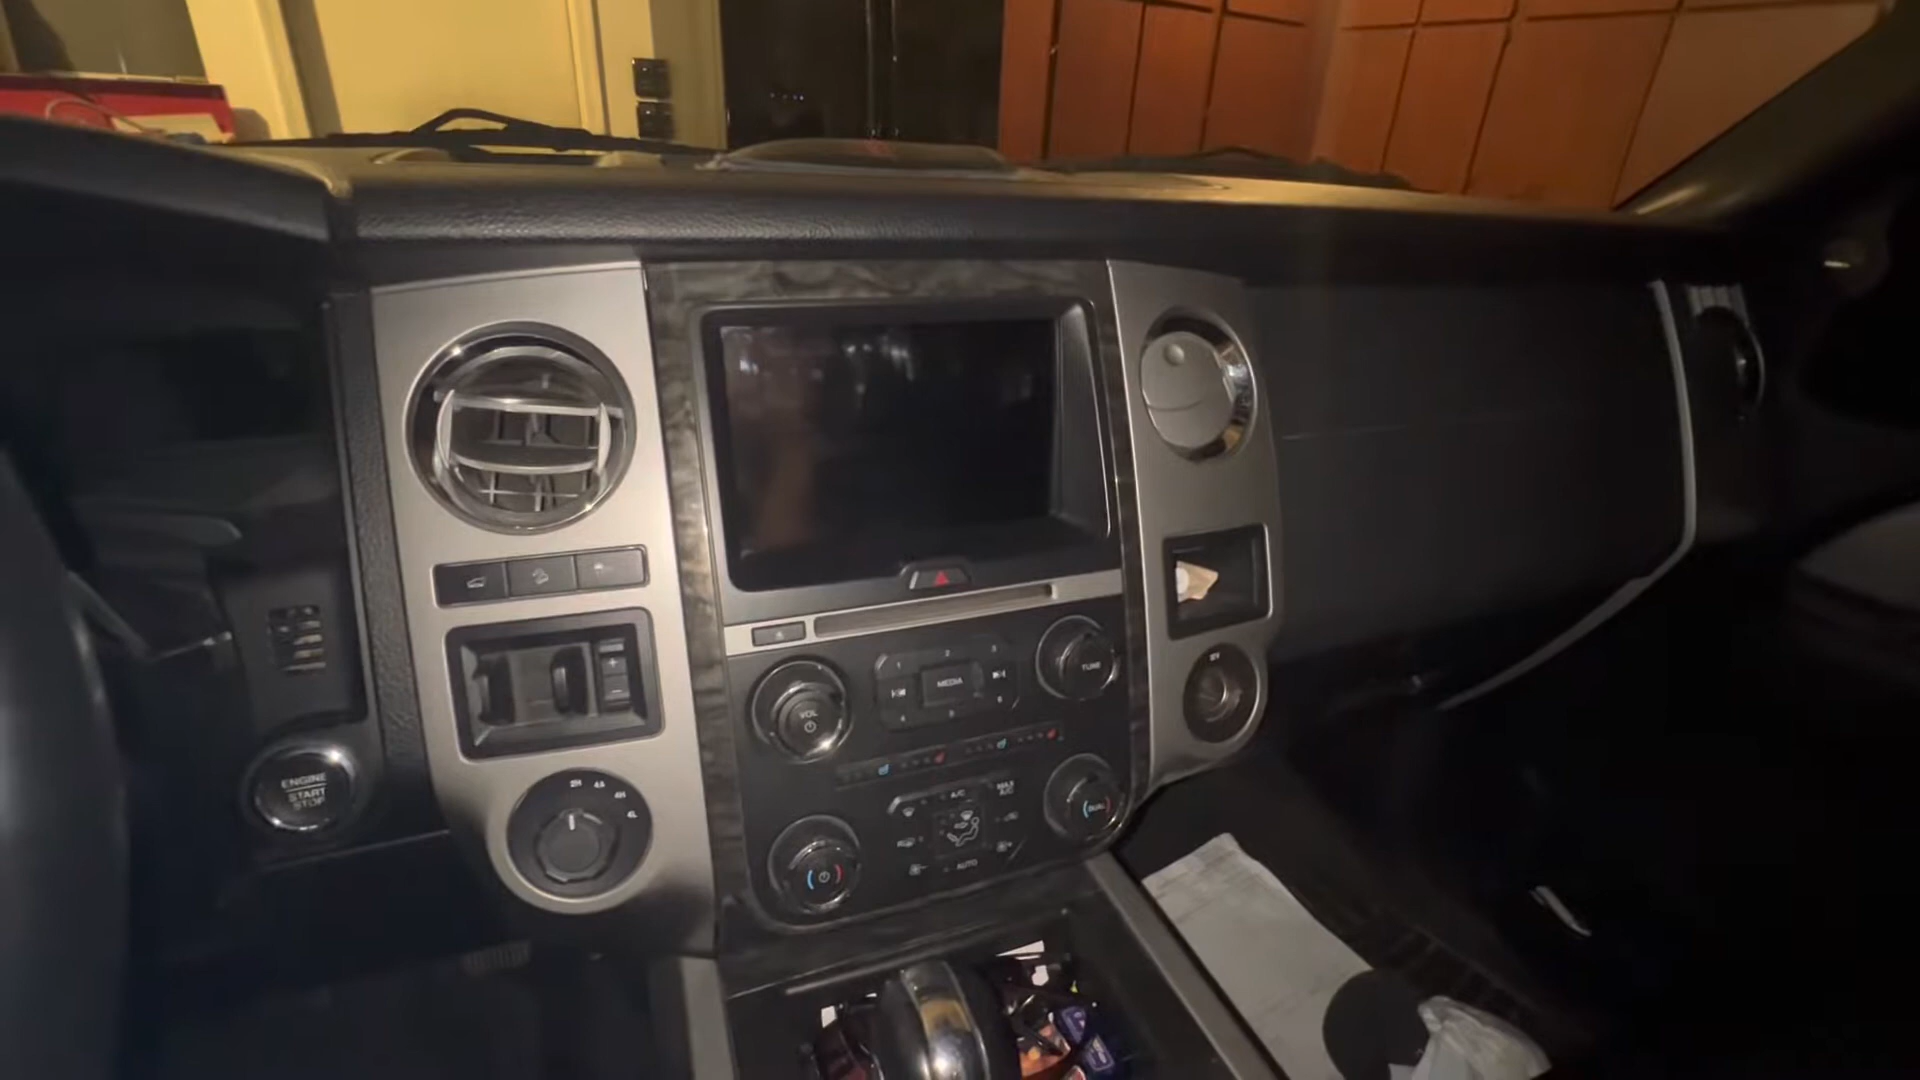 ENGINE
START
STOP
+
-
2H 4A 4H 4L
1 2 3
MEDIA
4 5 6
VOL
TUNE
12V
A/C
MAX
A/C
AUTO
DUAL